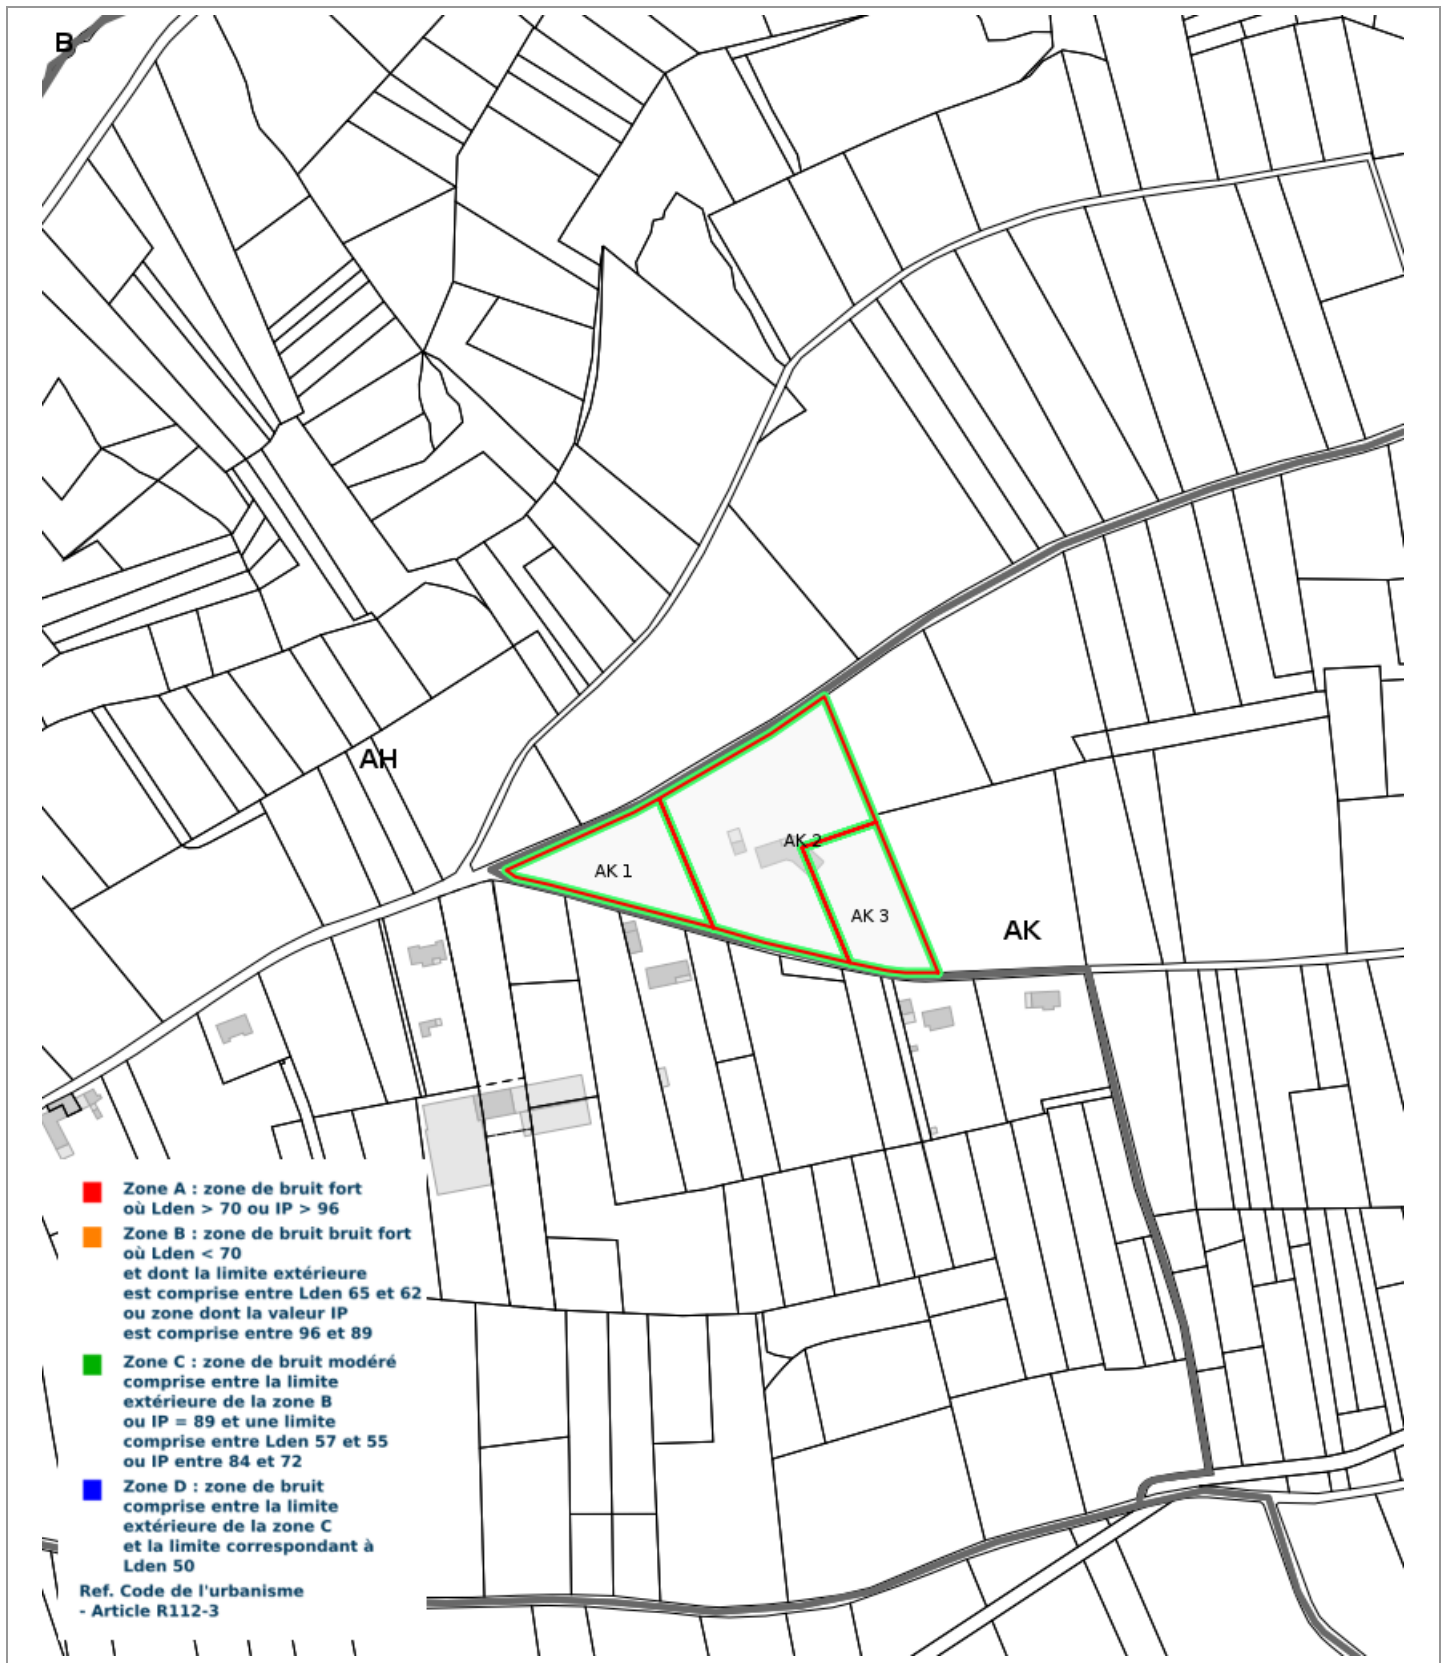 B
AH
AK 2
AK 1
AK 3
AK
Zone A : zone de bruit fort
où Lden > 70 ou IP > 96
Zone B : zone de bruit bruit fort
où Lden < 70
et dont la limite extérieure
est comprise entre Lden 65 et 62
ou zone dont la valeur IP
est comprise entre 96 et 89
Zone C : zone de bruit modéré
comprise entre la limite
extérieure de la zone B
ou IP = 89 et une limite
comprise entre Lden 57 et 55
ou IP entre 84 et 72
Zone D : zone de bruit
comprise entre la limite
extérieure de la zone C
et la limite correspondant à
Lden 50
Ref. Code de l'urbanisme
- Article R112-3